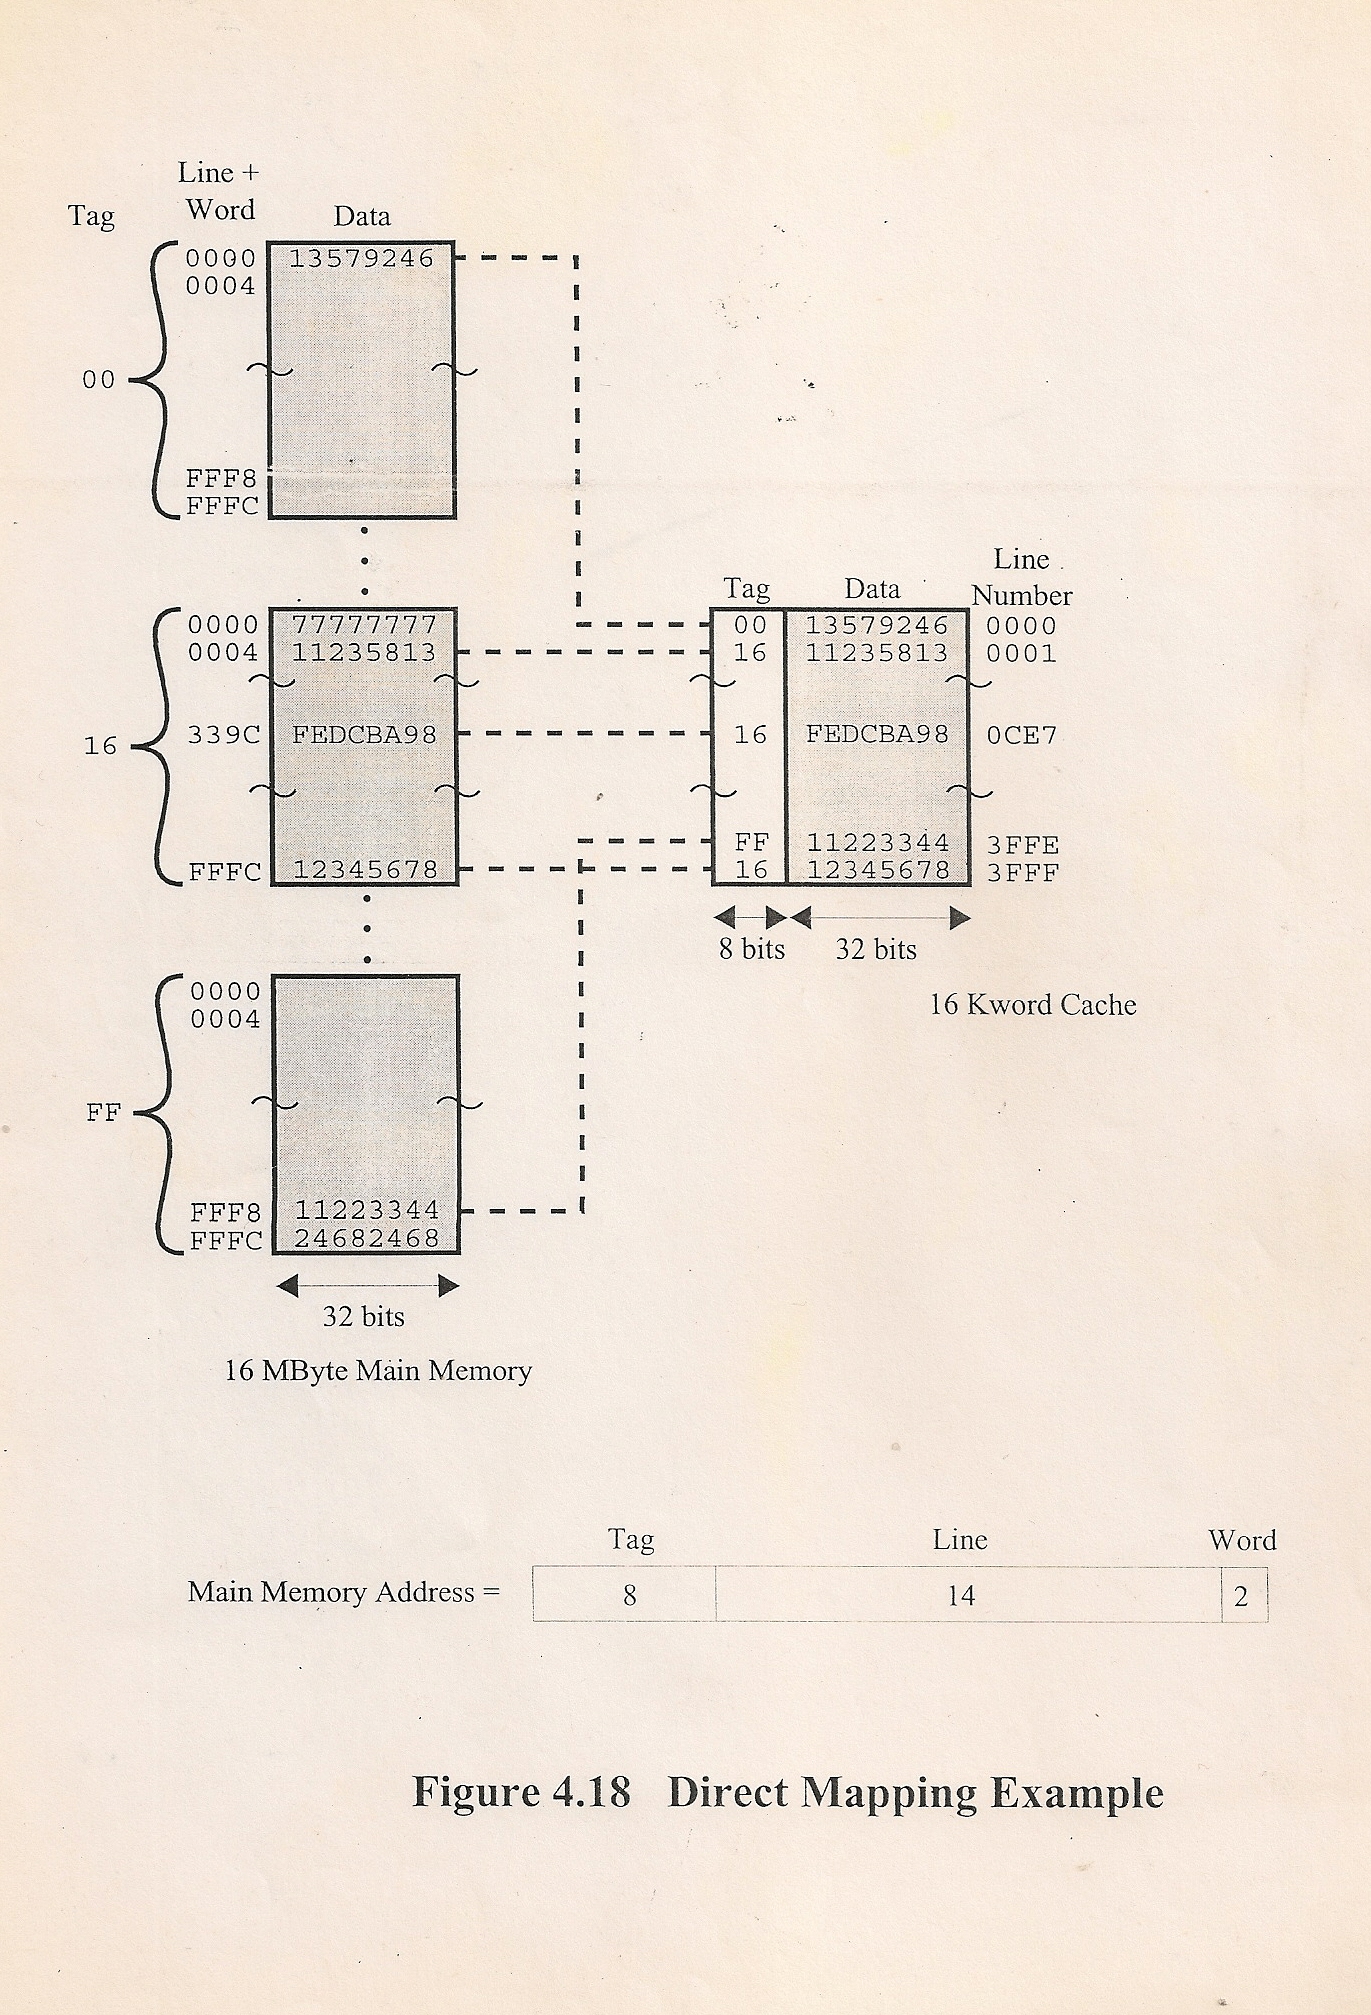 Line +
Tag Word Data
0000 13579246
0004
00
FFF8
FFFC
Line
Tag Data Number
0000 77777777 00 13579246 0000
0004 11235813 16 11235813 0001
16 339C FEDCBA98 16 FEDCBA98 0CE7
FF 11223344 3FFE
FFFC 12345678 16 12345678 3FFF
8 bits 32 bits
0000
0004
16 Kword Cache
FF
FFF8 11223344
FFFC 24682468
32 bits
16 MByte Main Memory
Tag Line Word
Main Memory Address = 8 14 2
Figure 4.18 Direct Mapping Example